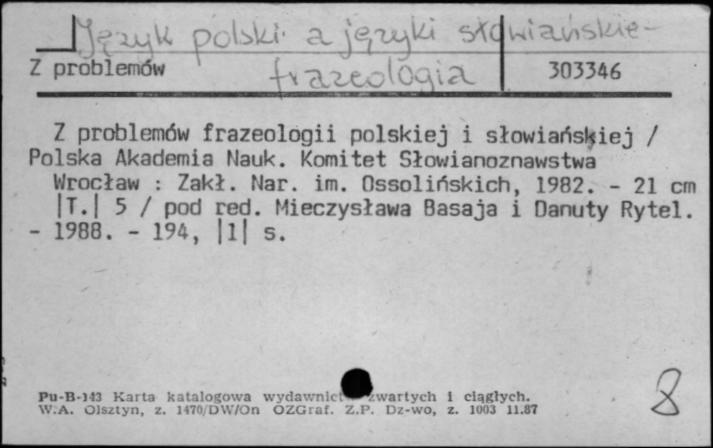 Język polski a języki słowiańskie -
frazeologia
Z problemów 303346
Z problemów frazeologii polskiej i słowiańskiej /
Polska Akademia Nauk. Komitet Słowianoznawstwa
Wrocław : Zakł. Nar. im. Ossolińskich, 1982. - 21 cm
|T.| 5 / pod red. Mieczysława Basaja i Danuty Rytel.
- 1988. - 194, |1| s.
8
Pu-B-143 Karta katalogowa wydawnict zwartych i ciągłych.
W.A. Olsztyn, z. 1470/DW/On OZGraf. Z.P. Dz-wo, z. 1003 11.87